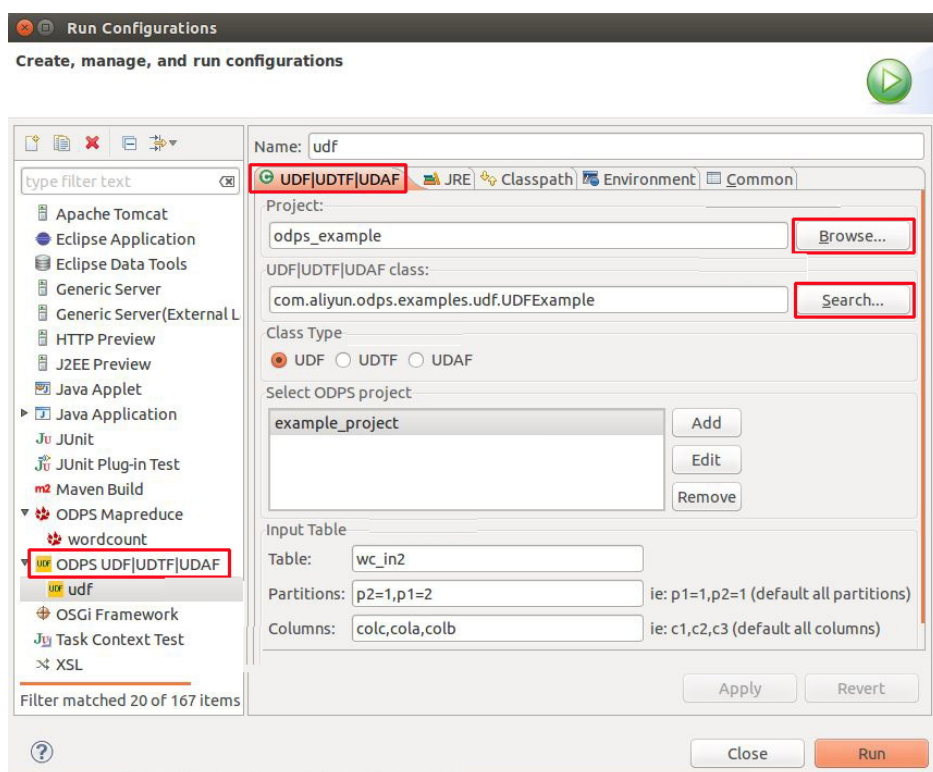 Run Configurations
Create, manage, and run configurations
Name: udf
type filter text
UDF|UDTF|UDAF JRE Classpath Environment Common
Project:
odps_example Browse...
UDF|UDTF|UDAF class:
com.aliyun.odps.examples.udf.UDFExample Search...
Class Type
UDF UDTF UDAF
Select ODPS project
example_project
Add
Edit
Remove
Input Table
Table: wc_in2
Partitions: p2=1,p1=2 ie: p1=1,p2=1 (default all partitions)
Columns: colc,cola,colb ie: c1,c2,c3 (default all columns)
Apply Revert
Apache Tomcat
Eclipse Application
Eclipse Data Tools
Generic Server
Generic Server(External L
HTTP Preview
J2EE Preview
Java Applet
Java Application
Ju JUnit
Jü JUnit Plug-in Test
m2 Maven Build
ODPS Mapreduce
wordcount
UDF ODPS UDF|UDTF|UDAF
UDF udf
OSGi Framework
Ju Task Context Test
XSL
Filter matched 20 of 167 items
Close Run